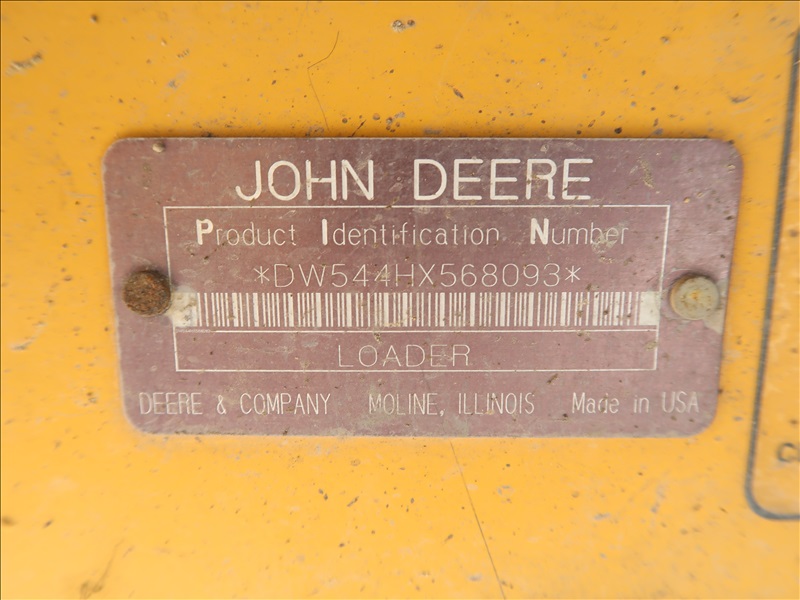 JOHN DEERE
Product Identification Number
*DW544HX568093*
LOADER
DEERE & COMPANY MOLINE, ILLINOIS Made in USA